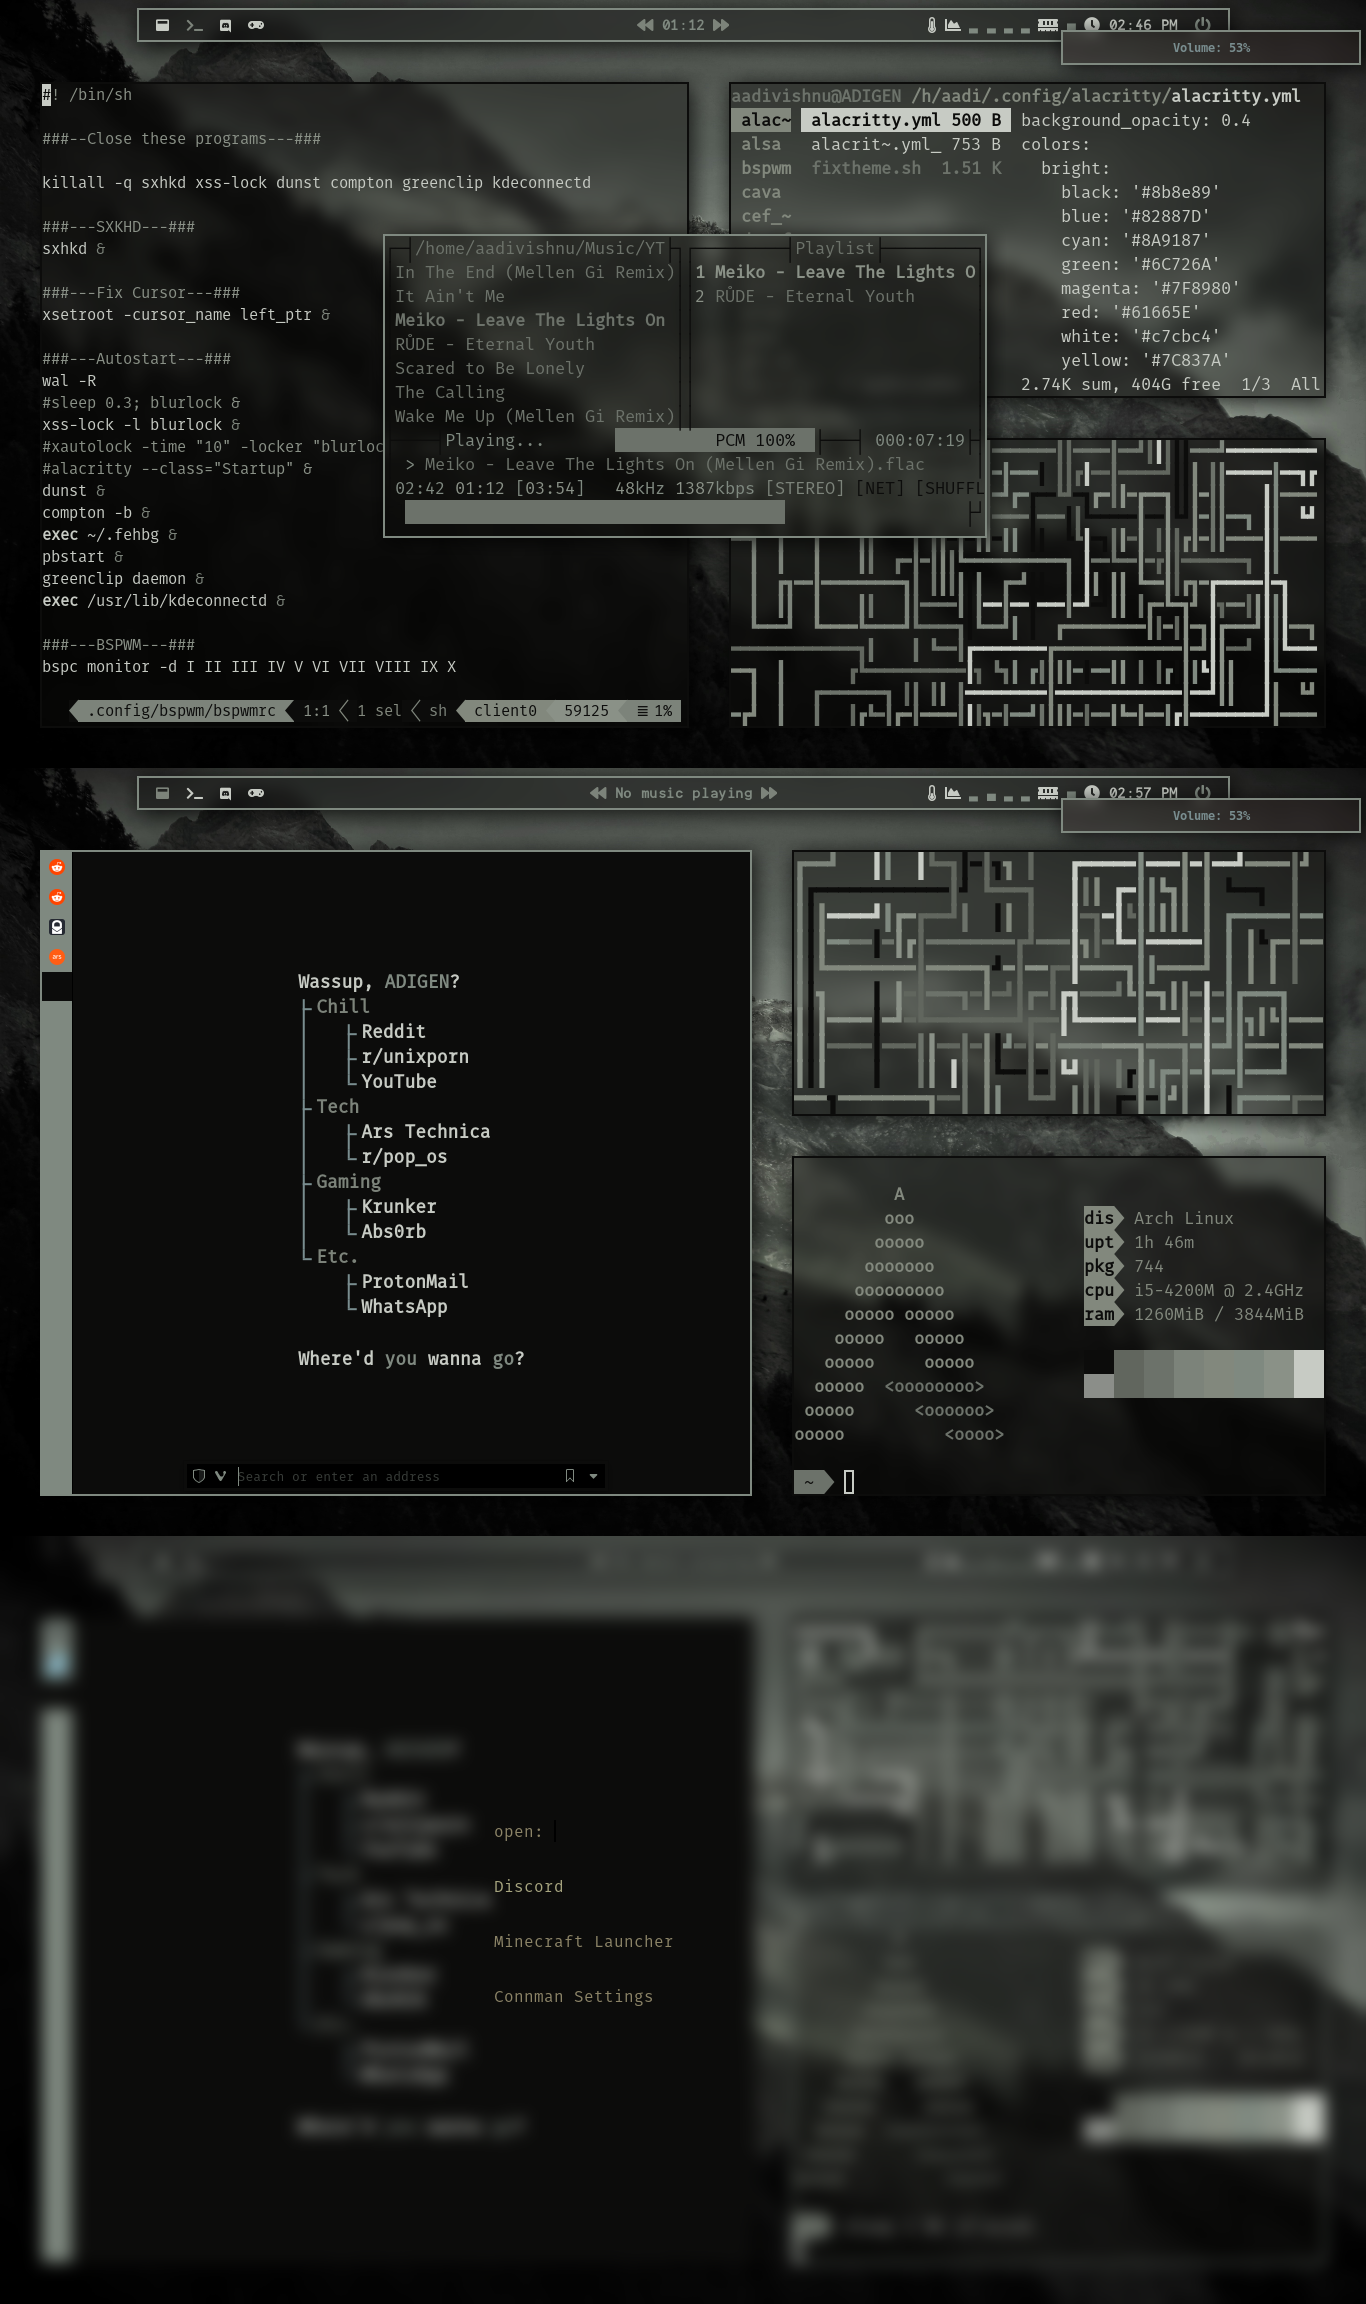 01:12
02:46 PM
Volume: 53%
#! /bin/sh
###--Close these programs---###
killall -q sxhkd xss-lock dunst compton greenclip kdeconnectd
###---SXKHD---###
sxhkd &
###---Fix Cursor---###
xsetroot -cursor_name left_ptr &
###---Autostart---###
wal -R
#sleep 0.3; blurlock &
xss-lock -l blurlock &
#xautolock -time "10" -locker "blurloc
#alacritty --class="Startup" &
dunst &
compton -b &
exec ~/.fehbg &
pbstart &
greenclip daemon &
exec /usr/lib/kdeconnectd &
###---BSPWM---###
bspc monitor -d I II III IV V VI VII VIII IX X
.config/bspwm/bspwmrc 1:1 1 sel sh client0 59125 ≣ 1%
aadivishnu@ADIGEN /h/aadi/.config/alacritty/alacritty.yml
alac~ alacritty.yml 500 B background_opacity: 0.4
alsa alacrit~.yml_ 753 B colors:
bspwm fixtheme.sh 1.51 K bright:
cava black: '#8b8e89'
cef_~ blue: '#82887D'
cyan: '#8A9187'
green: '#6C726A'
magenta: '#7F8980'
red: '#61665E'
white: '#c7cbc4'
yellow: '#7C837A'
2.74K sum, 404G free 1/3 All
/home/aadivishnu/Music/YT
In The End (Mellen Gi Remix)
It Ain't Me
Meiko - Leave The Lights On
RŮDE - Eternal Youth
Scared to Be Lonely
The Calling
Wake Me Up (Mellen Gi Remix)
Playlist
1 Meiko - Leave The Lights O
2 RŮDE - Eternal Youth
Playing... PCM 100% 000:07:19
> Meiko - Leave The Lights On (Mellen Gi Remix).flac
02:42 01:12 [03:54] 48kHz 1387kbps [STEREO] [NET] [SHUFFL
No music playing
02:57 PM
Volume: 53%
ars
Wassup, ADIGEN?
Chill
Reddit
r/unixporn
YouTube
Tech
Ars Technica
r/pop_os
Gaming
Krunker
Abs0rb
Etc.
ProtonMail
WhatsApp
Where'd you wanna go?
Search or enter an address
A
ooo
ooooo
ooooooo
ooooooooo
ooooo ooooo
ooooo ooooo
ooooo ooooo
ooooo <oooooooo>
ooooo <oooooo>
ooooo <oooo>
dis Arch Linux
upt 1h 46m
pkg 744
cpu i5-4200M @ 2.4GHz
ram 1260MiB / 3844MiB
~
open:
Discord
Minecraft Launcher
Connman Settings